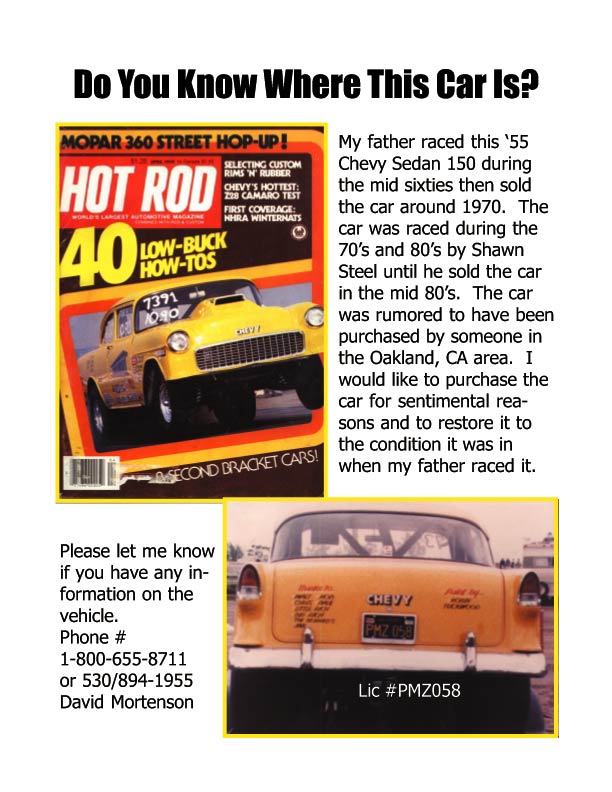 Do You Know Where This Car Is?
MOPAR 360 STREET HOP-UP!
HOT ROD
WORLD'S LARGEST AUTOMOTIVE MAGAZINE
SELECTING CUSTOM
RIMS 'N' RUBBER
CHEVY'S HOTTEST:
Z28 CAMARO TEST
FIRST COVERAGE:
NHRA WINTERNATS
40 LOW-BUCK
HOW-TOS
7391
10.90
CHEVY
SECOND BRACKET CARS!
My father raced this ‘55
Chevy Sedan 150 during
the mid sixties then sold
the car around 1970.  The
car was raced during the
70’s and 80’s by Shawn
Steel until he sold the car
in the mid 80’s.  The car
was rumored to have been
purchased by someone in
the Oakland, CA area.  I
would like to purchase the
car for sentimental rea-
sons and to restore it to
the condition it was in
when my father raced it.
Please let me know
if you have any in-
formation on the
vehicle.
Phone #
1-800-655-8711
or 530/894-1955
David Mortenson
Thanks to
Paint by
CHEVY
PMZ 058
Lic #PMZ058